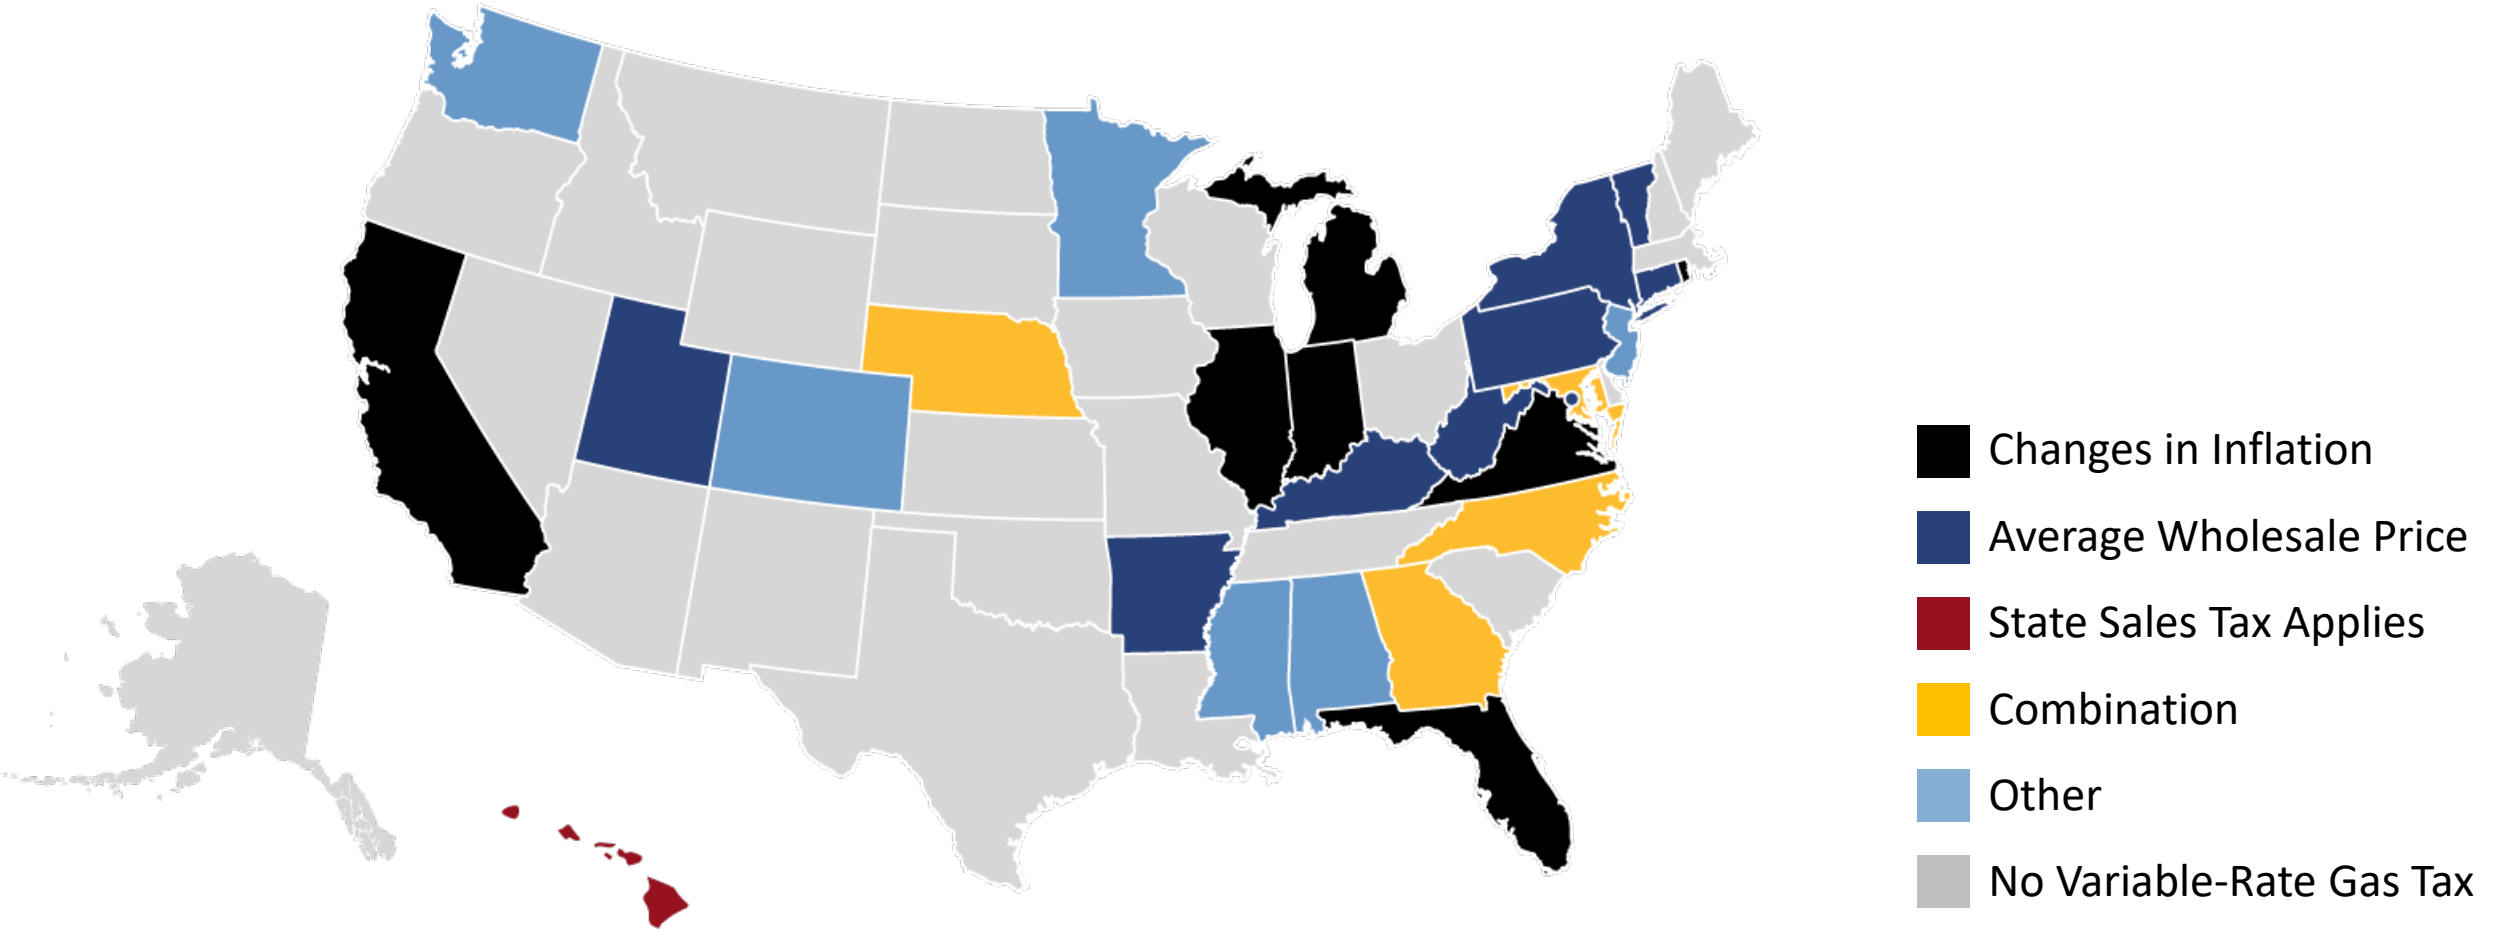 Changes in Inflation
Average Wholesale Price
State Sales Tax Applies
Combination
Other
No Variable-Rate Gas Tax